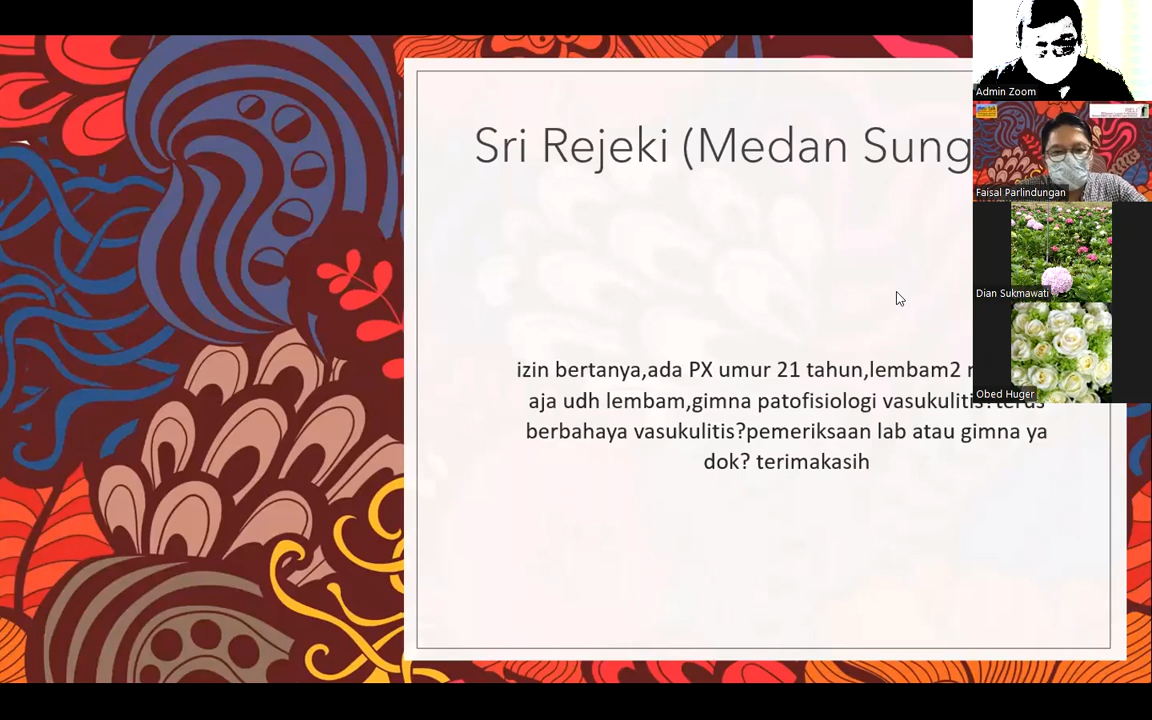 Sri Rejeki (Medan Sung
izin bertanya,ada PX umur 21 tahun,lembam2
aja udh lembam,gimna patofisiologi vasukulitis?terus
berbahaya vasukulitis?pemeriksaan lab atau gimna ya
dok? terimakasih
Admin Zoom
Faisal Parlindungan
Dian Sukmawati
Obed Huger